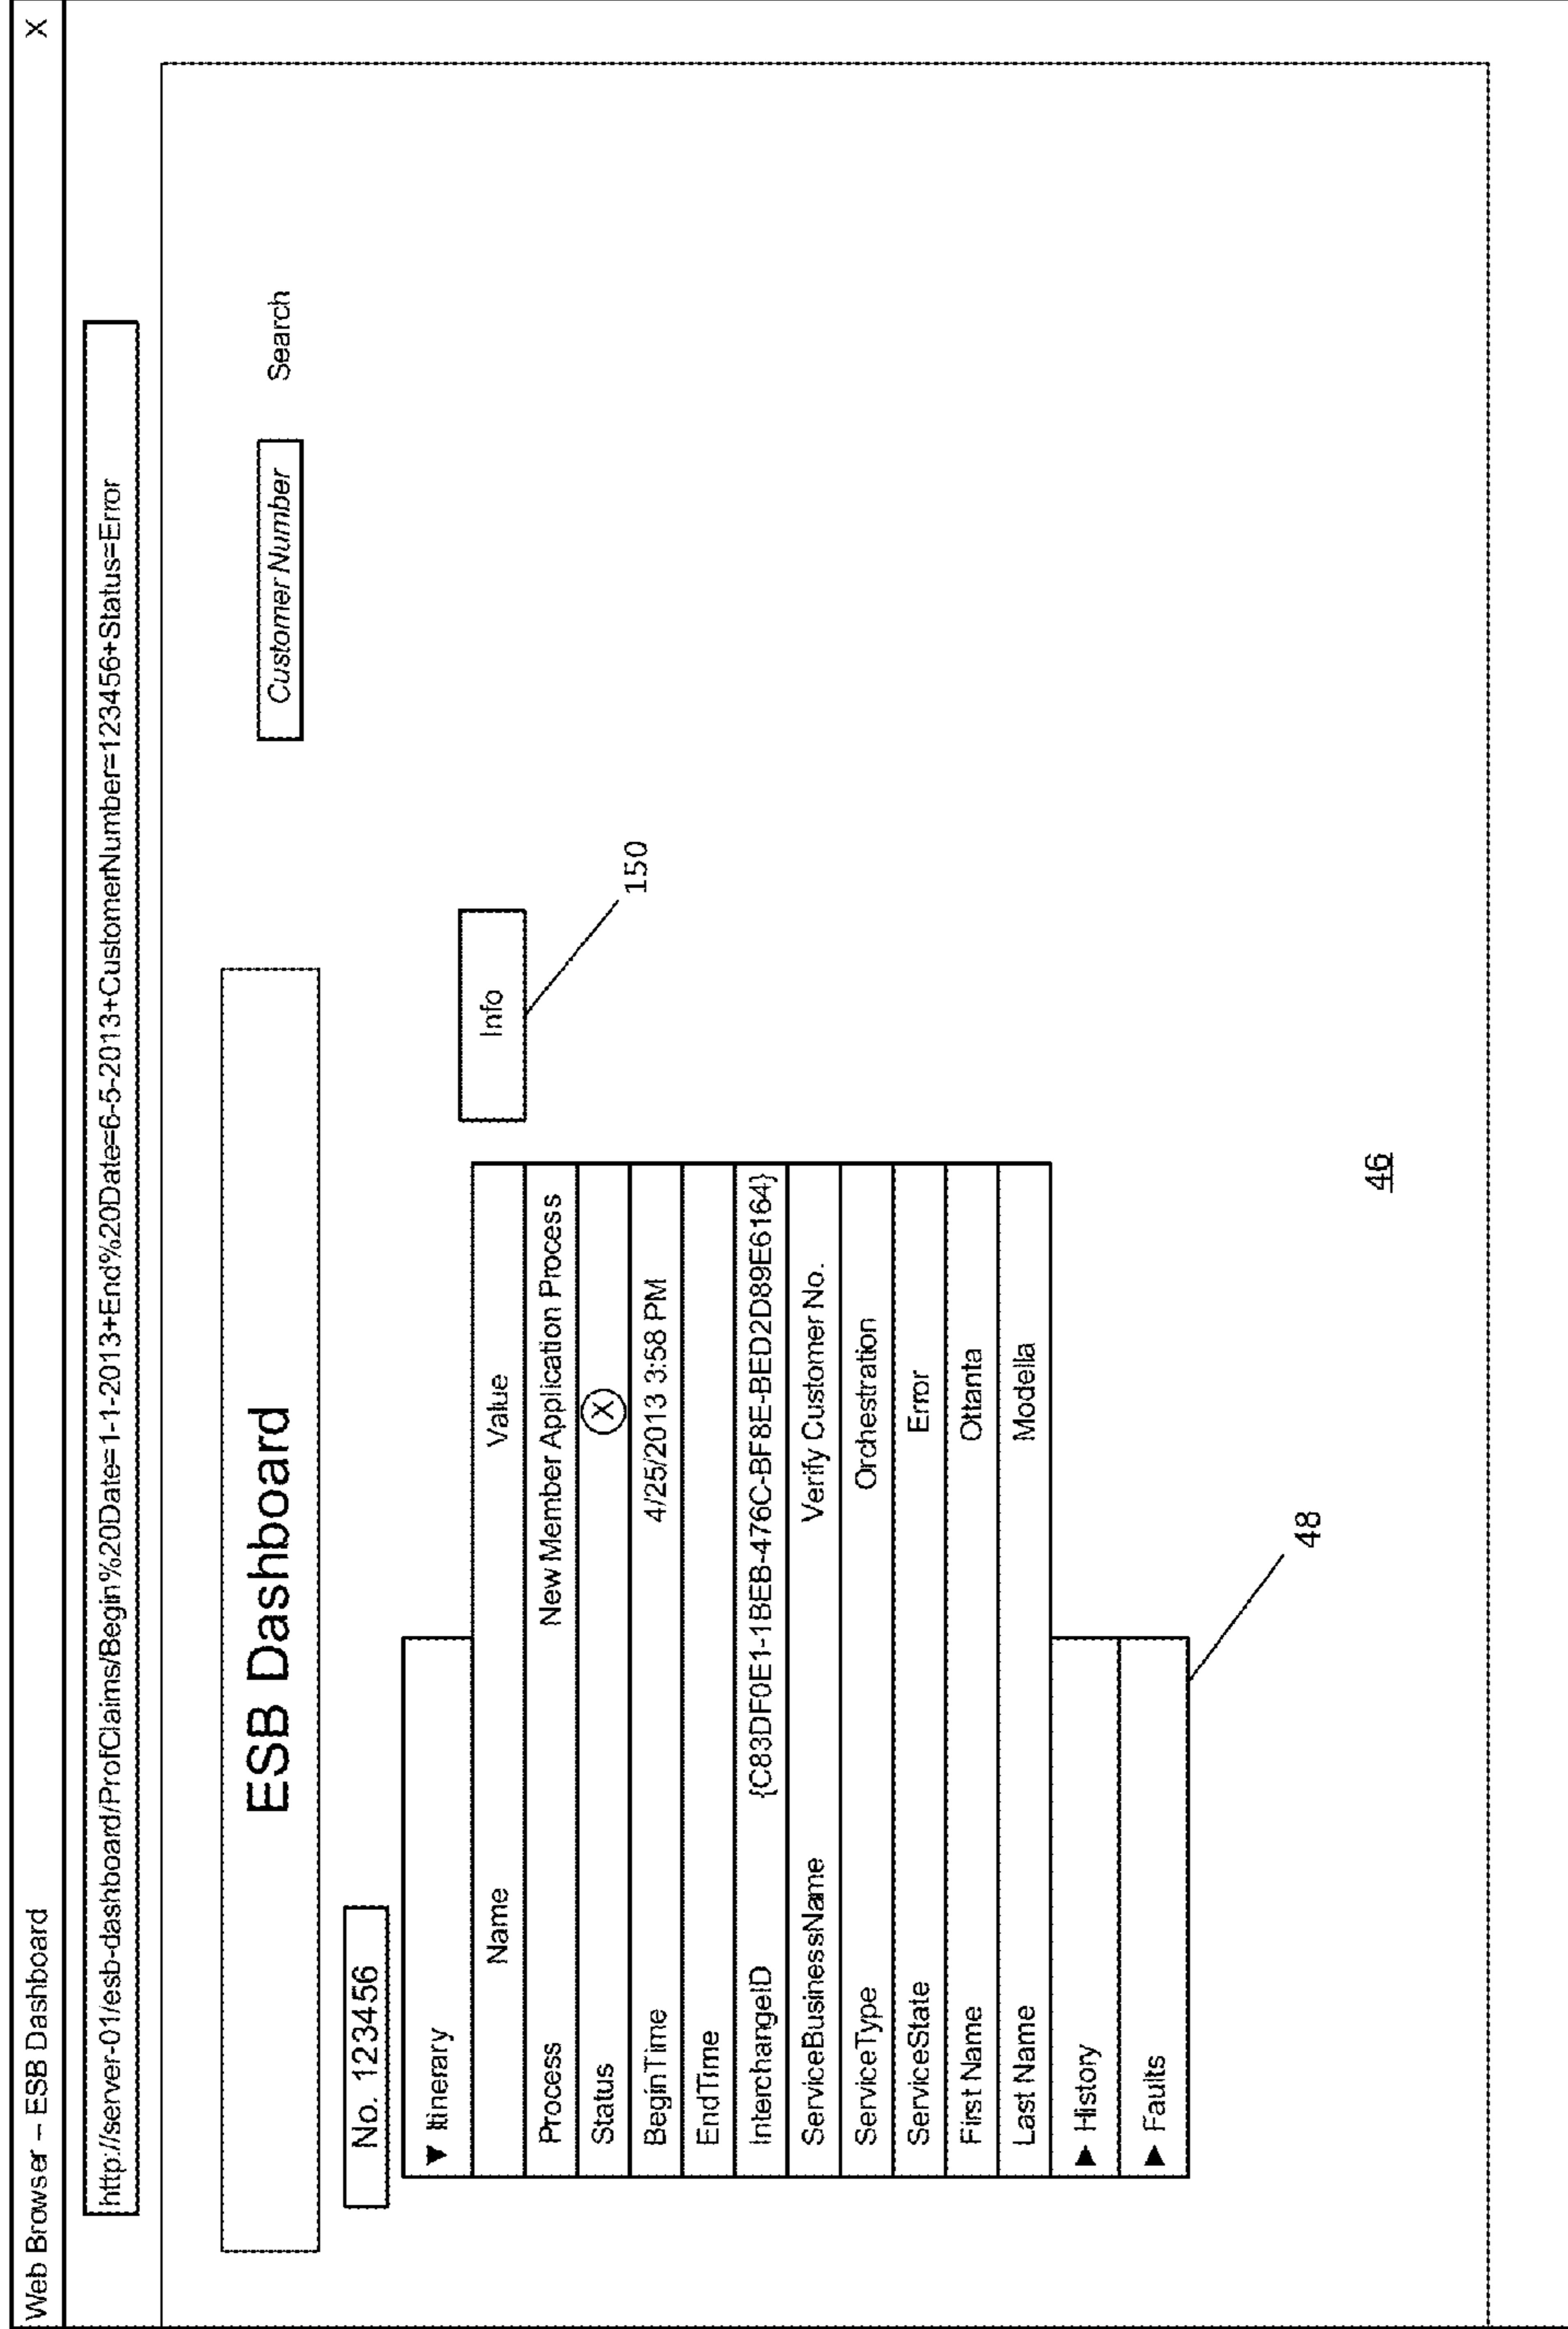 Web Browser – ESB Dashboard X
http://server-01/esb-dashboard/ProfClaims/Begin%20Date=1-1-2013+End%20Date=6-5-2013+CustomerNumber=123456+Status=Error
ESB Dashboard
Customer Number Search
No. 123456
▼ Itinerary
Name Value
Info
150
Process New Member Application Process
Status X
BeginTime 4/25/2013 3:58 PM
EndTime
InterchangeID {C83DF0E1-1BEB-476C-BF8E-BED2D89E6164}
ServiceBusinessName Verify Customer No.
ServiceType Orchestration
ServiceState Error
First Name Ottanta
Last Name Modella
▶ History
▶ Faults
48
46